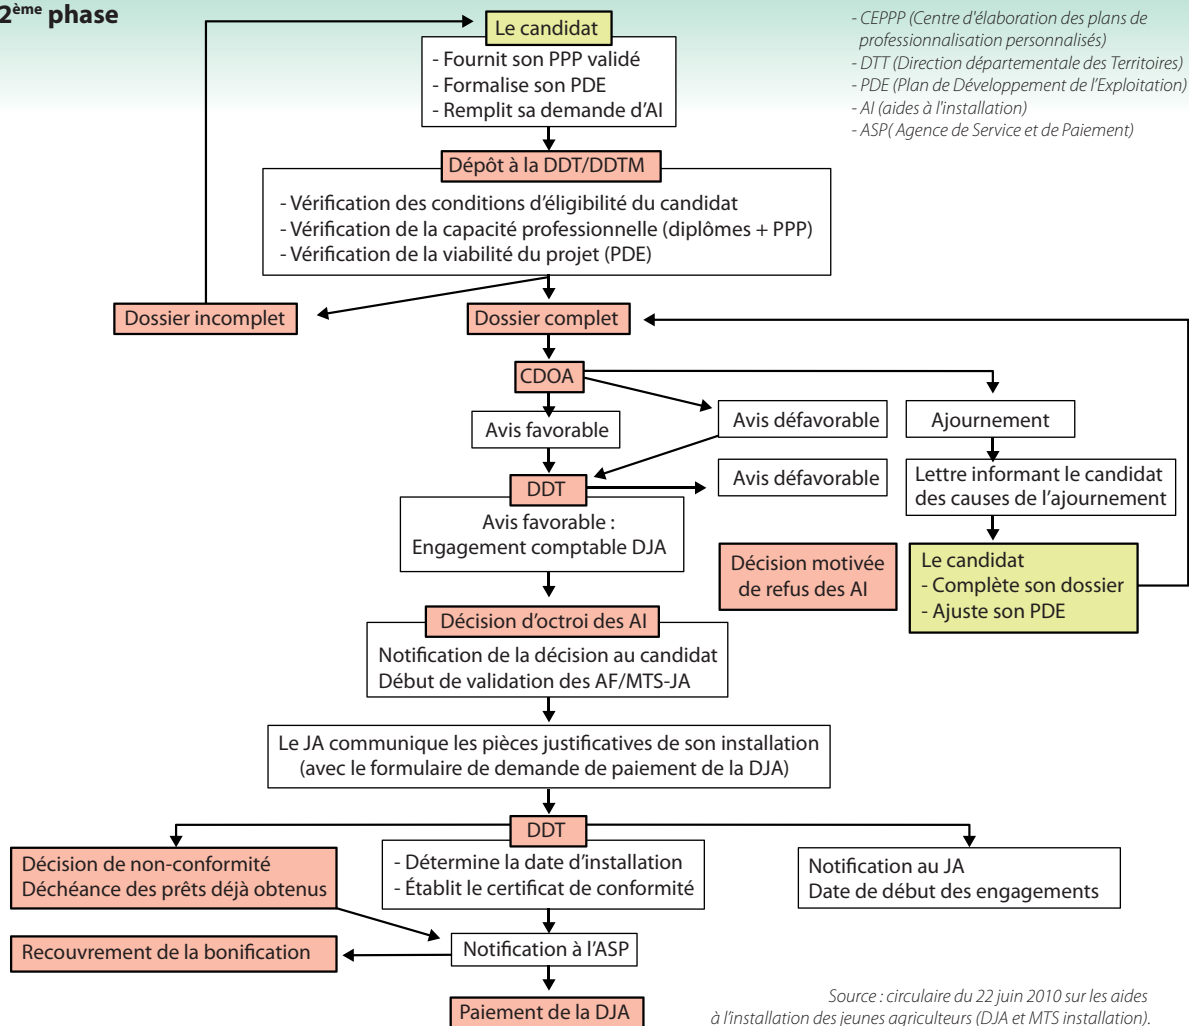 2ème phase
- CEPPP (Centre d'élaboration des plans de
professionnalisation personnalisés)
- DTT (Direction départementale des Territoires)
- PDE (Plan de Développement de l'Exploitation)
- AI (aides à l'installation)
- ASP( Agence de Service et de Paiement)
Le candidat
- Fournit son PPP validé
- Formalise son PDE
- Remplit sa demande d'AI
Dépôt à la DDT/DDTM
- Vérification des conditions d'éligibilité du candidat
- Vérification de la capacité professionnelle (diplômes + PPP)
- Vérification de la viabilité du projet (PDE)
Dossier incomplet
Dossier complet
CDOA
Avis favorable
Avis défavorable
Ajournement
DDT
Avis défavorable
Lettre informant le candidat
des causes de l'ajournement
Avis favorable :
Engagement comptable DJA
Décision motivée
de refus des AI
Le candidat
- Complète son dossier
- Ajuste son PDE
Décision d'octroi des AI
Notification de la décision au candidat
Début de validation des AF/MTS-JA
Le JA communique les pièces justificatives de son installation
(avec le formulaire de demande de paiement de la DJA)
DDT
Décision de non-conformité
Déchéance des prêts déjà obtenus
- Détermine la date d'installation
- Établit le certificat de conformité
Notification au JA
Date de début des engagements
Recouvrement de la bonification
Notification à l'ASP
Paiement de la DJA
Source : circulaire du 22 juin 2010 sur les aides
à l'installation des jeunes agriculteurs (DJA et MTS installation).